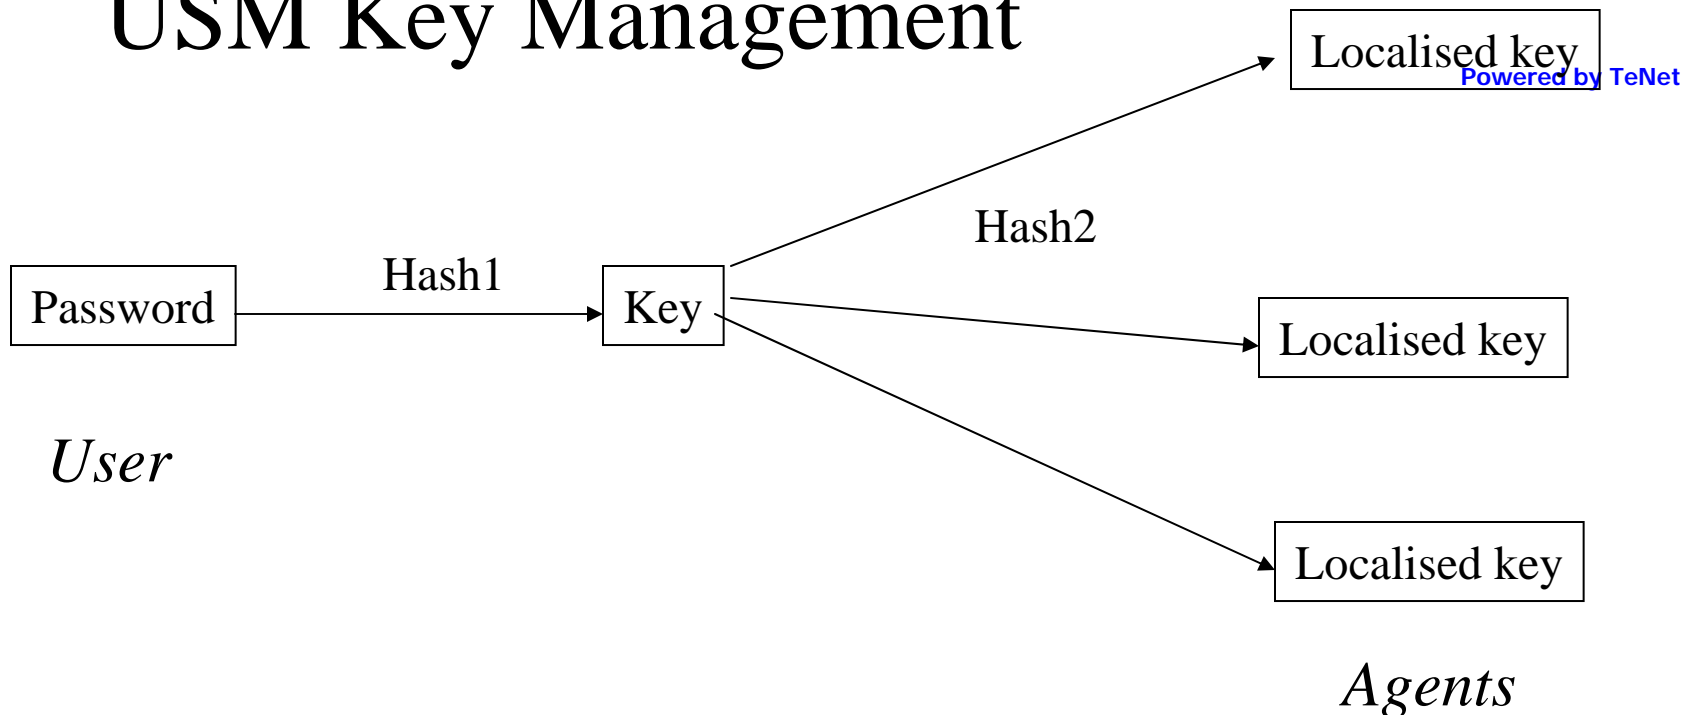 USM Key Management
Localised key
Powered by TeNet
Hash2
Hash1
Password
Key
Localised key
User
Localised key
Agents